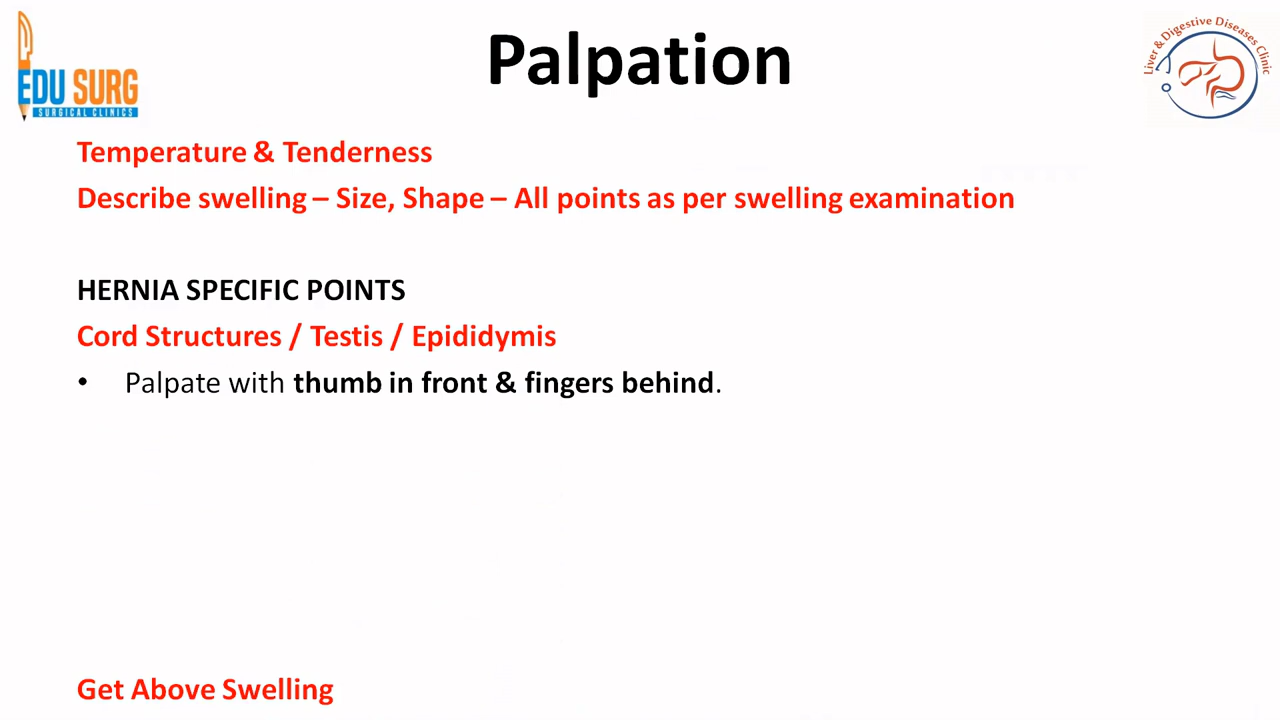 Palpation
EDU SURG
SURGICAL CLINICS
Liver & Digestive Diseases Clinic
Temperature & Tenderness
Describe swelling – Size, Shape – All points as per swelling examination
HERNIA SPECIFIC POINTS
Cord Structures / Testis / Epididymis
• Palpate with thumb in front & fingers behind.
Get Above Swelling